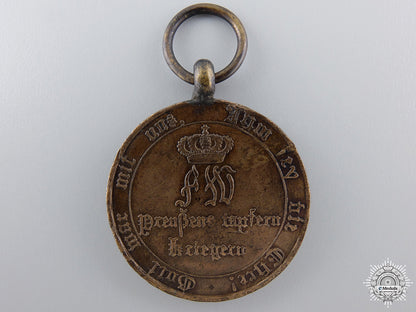 Gott war mit uns, Ihm sey die Ehre!
FW
Preußens tapfern
Kriegern